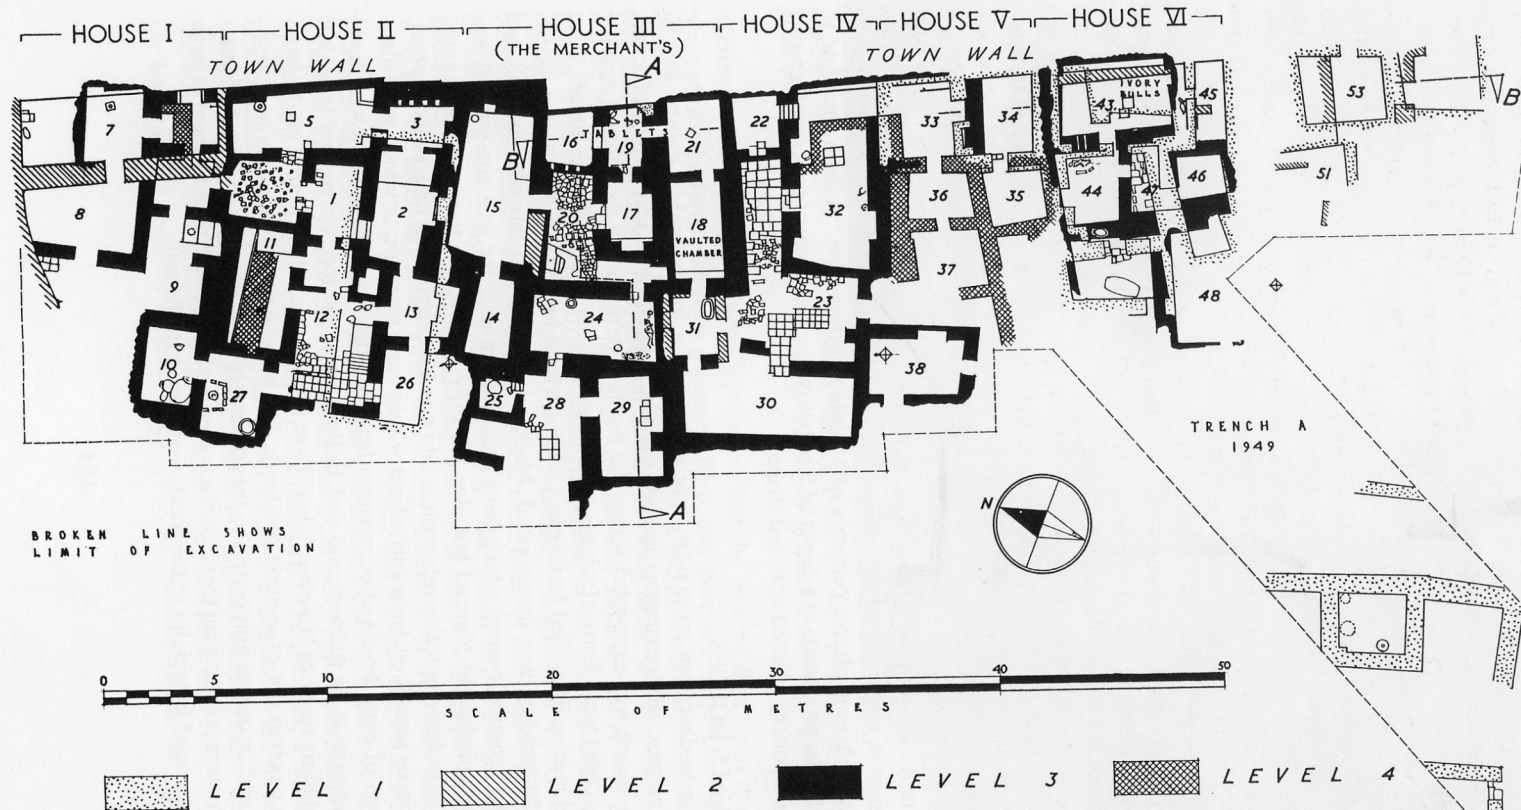 HOUSE I HOUSE II HOUSE III HOUSE IV HOUSE V HOUSE VI
(THE MERCHANT'S)
TOWN WALL TOWN WALL
A
B
B
7 5 3 16 TABLETS 19 21 22 33 34 43 IVORY BULLS 45 53
8 6 1 2 15 20 17 18 VAULTED CHAMBER 32 36 35 44 47 46 51
11 9 12 13 14 24 31 23 37 48
10 27 26 25 28 29 30 38
A
TRENCH A
1949
N
BROKEN LINE SHOWS
LIMIT OF EXCAVATION
0 5 10 20 30 40 50
SCALE OF METRES
LEVEL 1 LEVEL 2 LEVEL 3 LEVEL 4